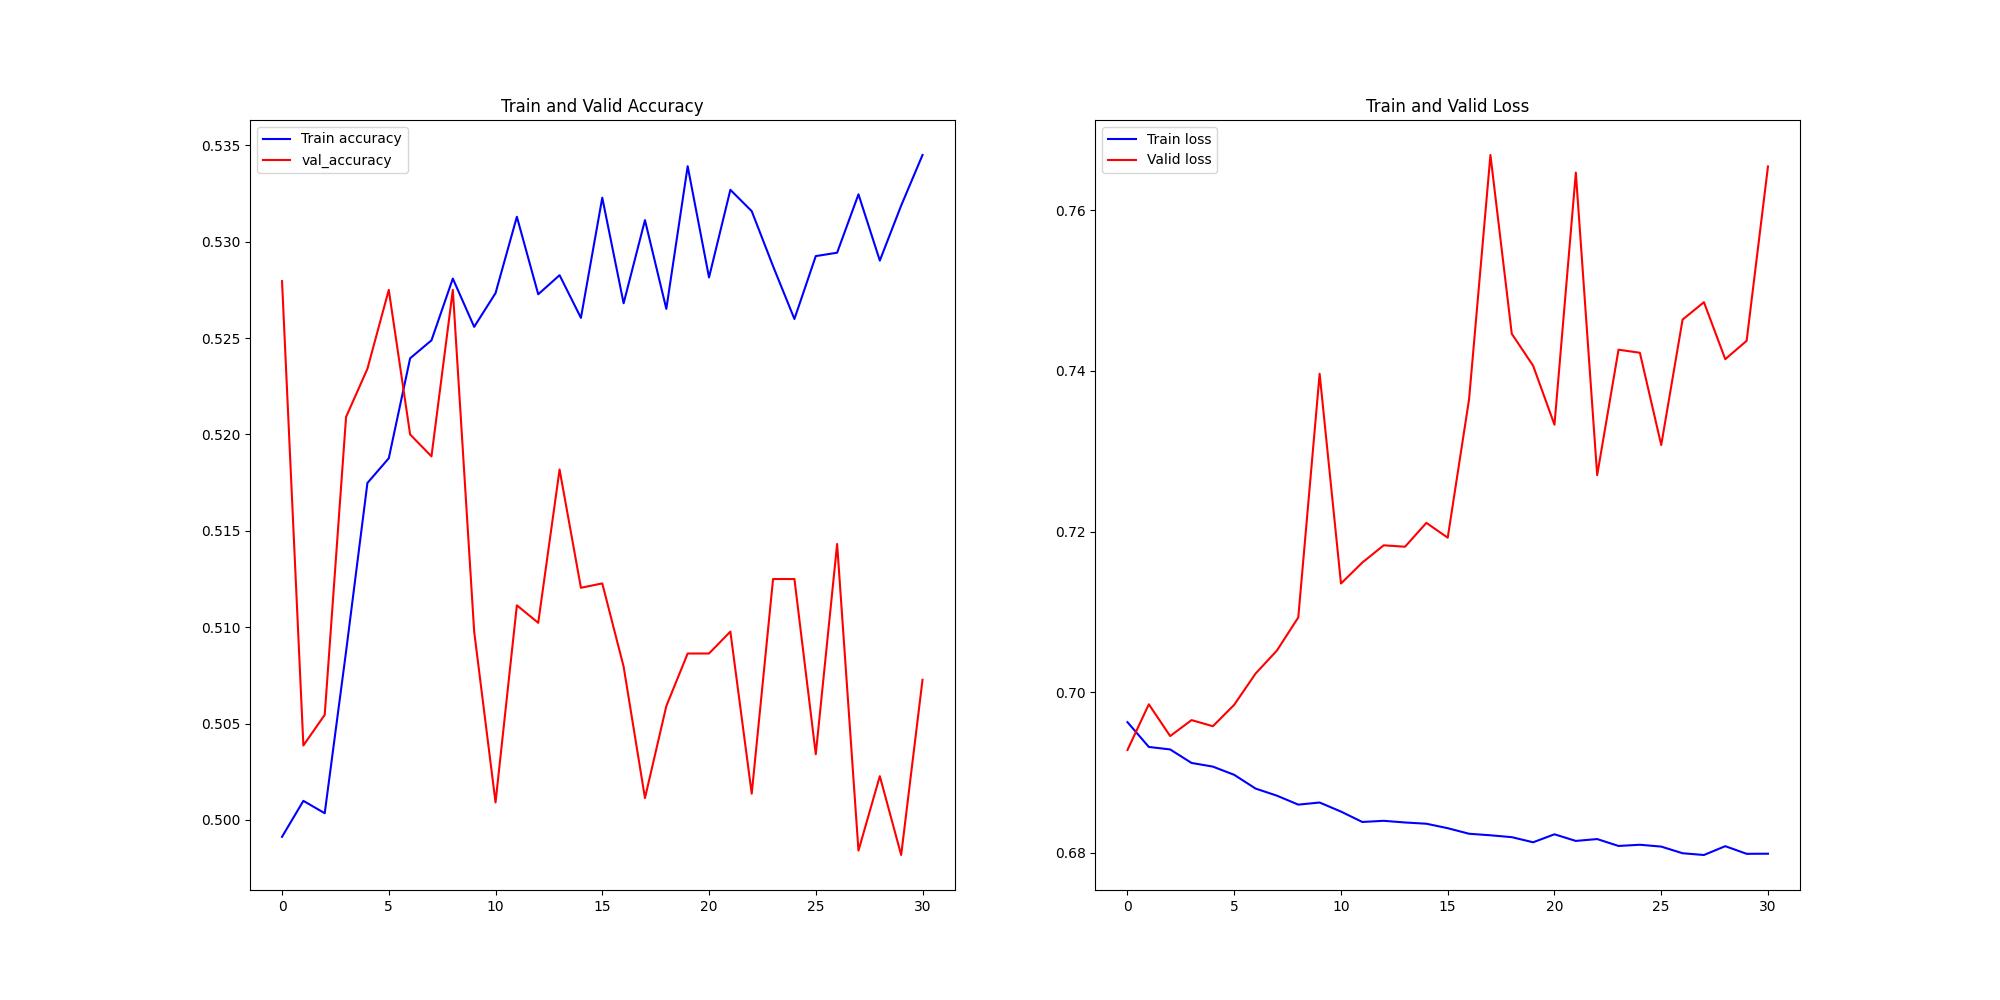 Train and Valid Accuracy
Train accuracy
val_accuracy
0.535
0.530
0.525
0.520
0.515
0.510
0.505
0.500
0 5 10 15 20 25 30
Train and Valid Loss
Train loss
Valid loss
0.76
0.74
0.72
0.70
0.68
0 5 10 15 20 25 30